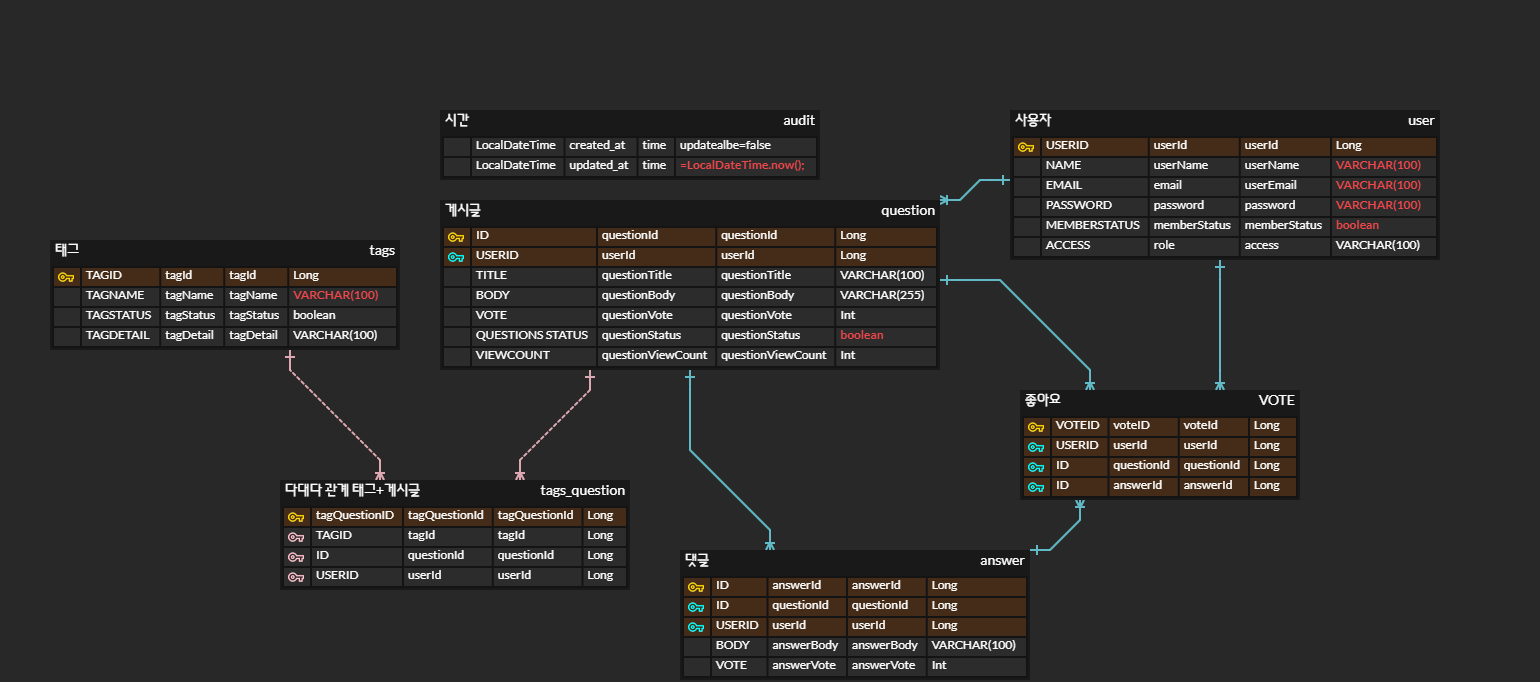 시간 audit
LocalDateTime created_at time updatealbe=false
LocalDateTime updated_at time =LocalDateTime.now();
사용자 user
USERID userId userId Long
NAME userName userName VARCHAR(100)
EMAIL email userEmail VARCHAR(100)
PASSWORD password password VARCHAR(100)
MEMBERSTATUS memberStatus memberStatus boolean
ACCESS role access VARCHAR(100)
게시글 question
ID questionId questionId Long
USERID userId userId Long
TITLE questionTitle questionTitle VARCHAR(100)
BODY questionBody questionBody VARCHAR(255)
VOTE questionVote questionVote Int
QUESTIONS STATUS questionStatus questionStatus boolean
VIEWCOUNT questionViewCount questionViewCount Int
태그 tags
TAGID tagId tagId Long
TAGNAME tagName tagName VARCHAR(100)
TAGSTATUS tagStatus tagStatus boolean
TAGDETAIL tagDetail tagDetail VARCHAR(100)
좋아요 VOTE
VOTEID voteID voteId Long
USERID userId userId Long
ID questionId questionId Long
ID answerId answerId Long
다대다 관계 태그+게시글 tags_question
tagQuestionID tagQuestionId tagQuestionId Long
TAGID tagId tagId Long
ID questionId questionId Long
USERID userId userId Long
댓글 answer
ID answerId answerId Long
ID questionId questionId Long
USERID userId userId Long
BODY answerBody answerBody VARCHAR(100)
VOTE answerVote answerVote Int